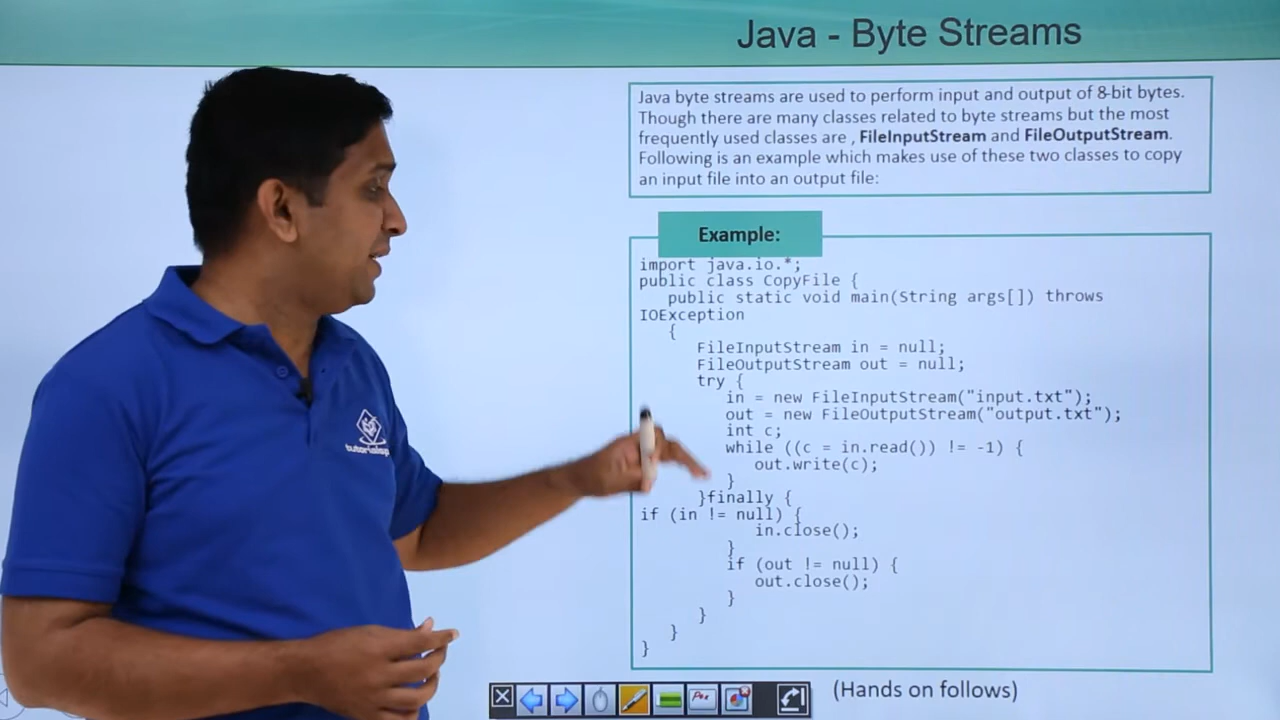 Java - Byte Streams
Java byte streams are used to perform input and output of 8-bit bytes.
Though there are many classes related to byte streams but the most
frequently used classes are , FileInputStream and FileOutputStream.
Following is an example which makes use of these two classes to copy
an input file into an output file:
Example:
import java.io.*;
public class CopyFile {
public static void main(String args[]) throws
IOException
{
FileInputStream in = null;
FileOutputStream out = null;
try {
in = new FileInputStream("input.txt");
out = new FileOutputStream("output.txt");
int c;
while ((c = in.read()) != -1) {
out.write(c);
}
}finally {
if (in != null) {
in.close();
}
if (out != null) {
out.close();
}
}
}
}
(Hands on follows)